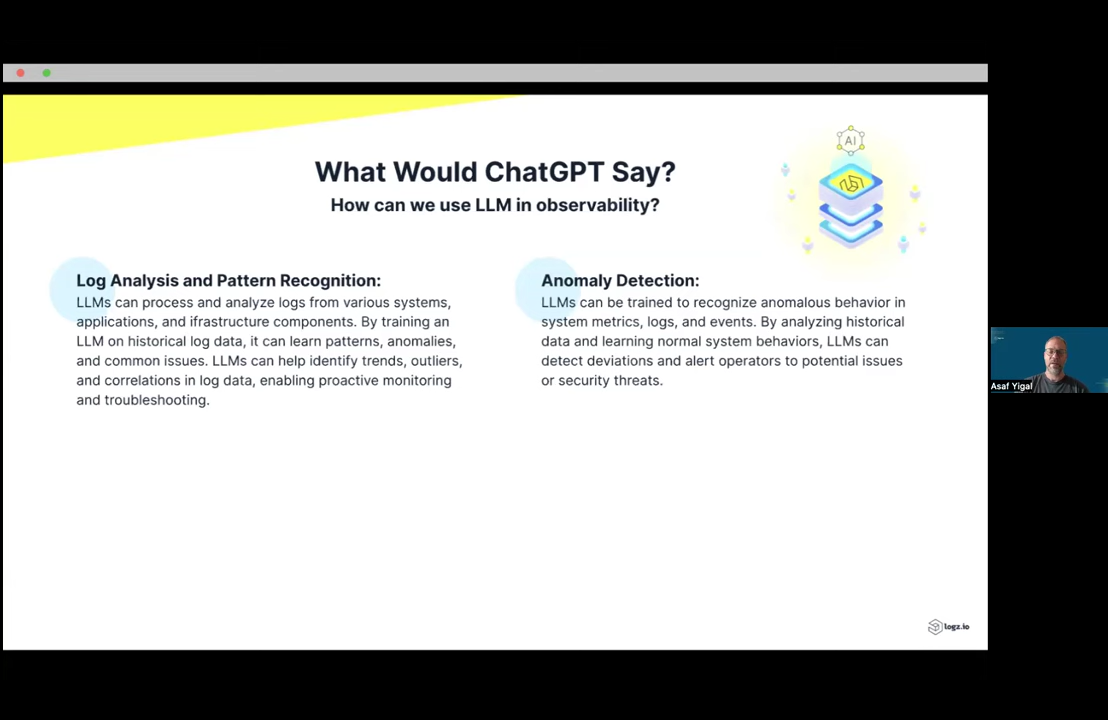 AI
What Would ChatGPT Say?
How can we use LLM in observability?
Log Analysis and Pattern Recognition:
LLMs can process and analyze logs from various systems,
applications, and ifrastructure components. By training an
LLM on historical log data, it can learn patterns, anomalies,
and common issues. LLMs can help identify trends, outliers,
and correlations in log data, enabling proactive monitoring
and troubleshooting.
Anomaly Detection:
LLMs can be trained to recognize anomalous behavior in
system metrics, logs, and events. By analyzing historical
data and learning normal system behaviors, LLMs can
detect deviations and alert operators to potential issues
or security threats.
Asaf Yigal
logz.io